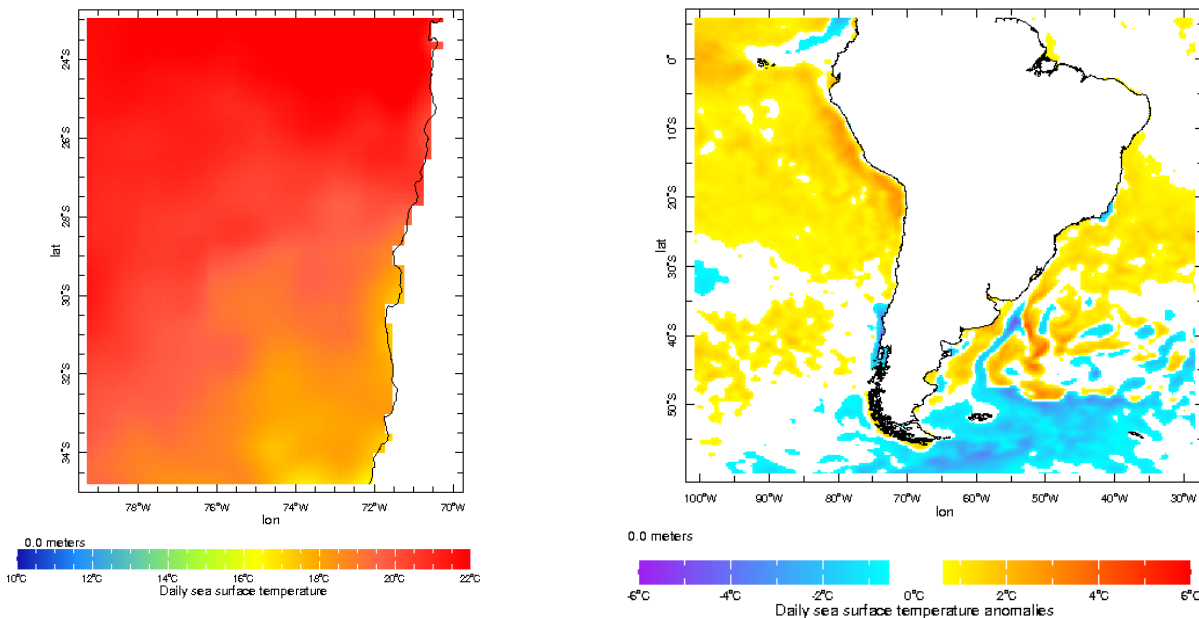 24°S
26°S
28°S
lat
30°S
32°S
34°S
78°W 76°W 74°W 72°W 70°W
lon
0.0 meters
10°C 12°C 14°C 16°C 18°C 20°C 22°C
Daily sea surface temperature
0°
10°S
20°S
lat
30°S
40°S
50°S
100°W 90°W 80°W 70°W 60°W 50°W 40°W 30°W
lon
0.0 meters
-6°C -4°C -2°C 0°C 2°C 4°C 6°C
Daily sea surface temperature anomalies